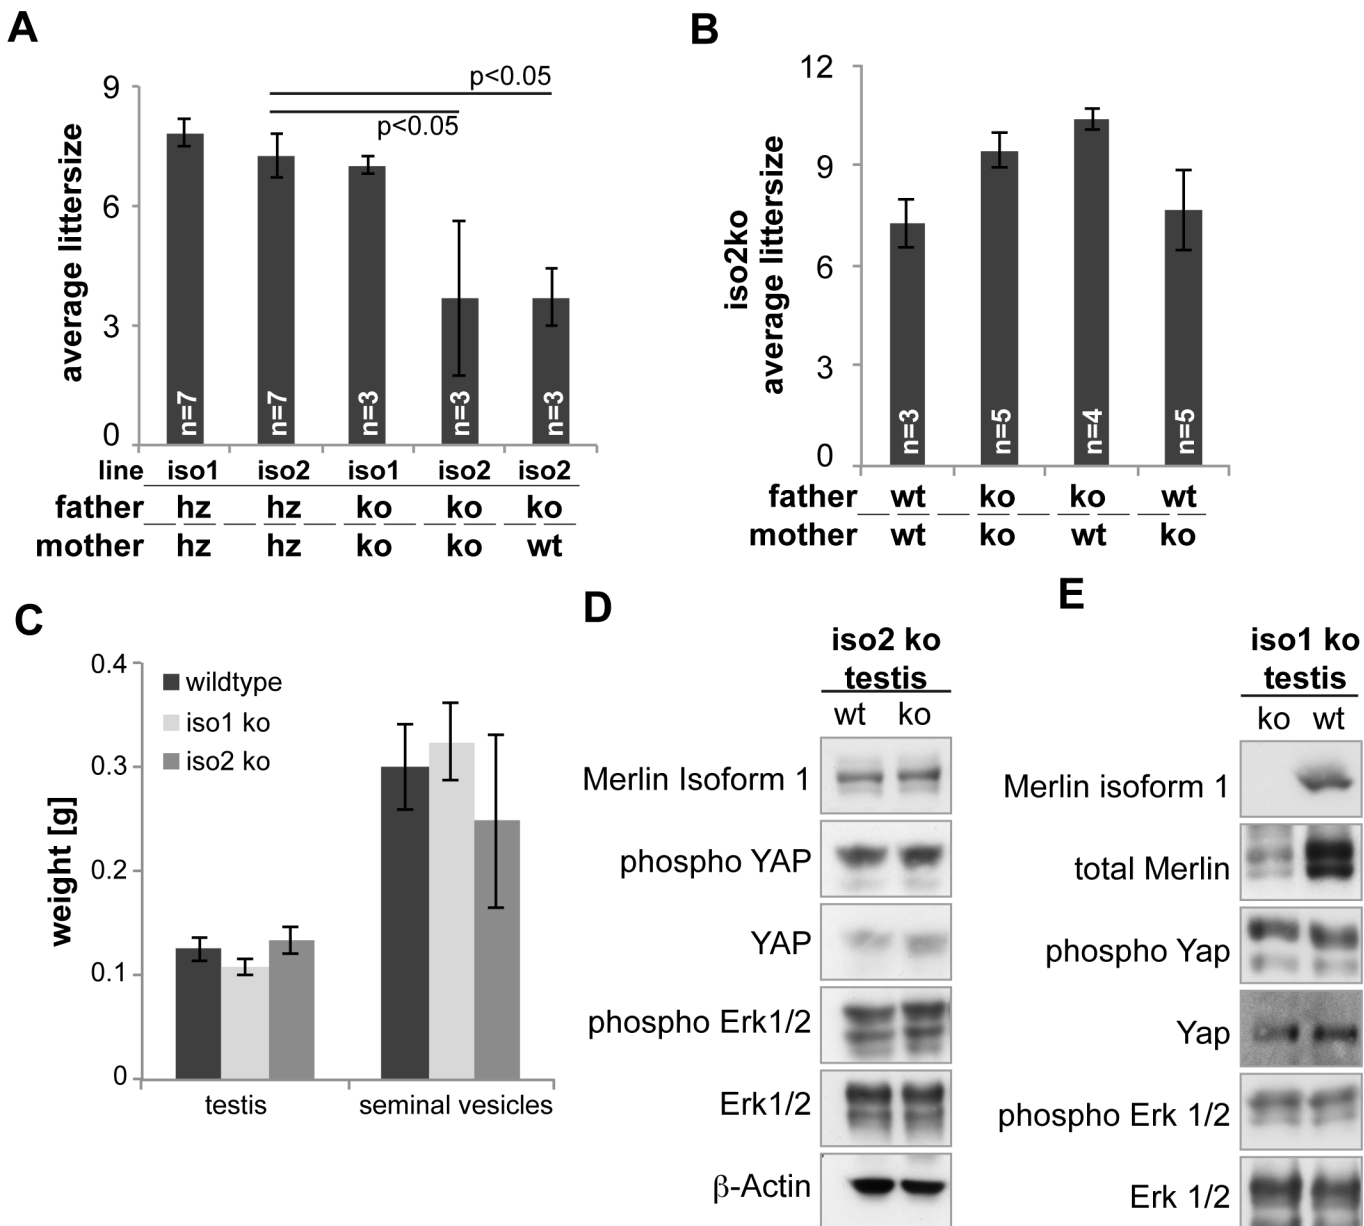 A
9
6
3
0
average littersize
p<0.05
p<0.05
n=7
n=7
n=3
n=3
n=3
line iso1 iso2 iso1 iso2 iso2
father hz hz ko ko ko
mother hz hz ko ko wt
B
12
9
6
3
0
iso2ko
average littersize
n=3
n=5
n=4
n=5
father wt ko ko wt
mother wt ko wt ko
C
0.4
0.3
0.2
0.1
0
weight [g]
wildtype
iso1 ko
iso2 ko
testis seminal vesicles
D
iso2 ko
testis
wt ko
Merlin Isoform 1
phospho YAP
YAP
phospho Erk1/2
Erk1/2
β-Actin
E
iso1 ko
testis
ko wt
Merlin isoform 1
total Merlin
phospho Yap
Yap
phospho Erk 1/2
Erk 1/2